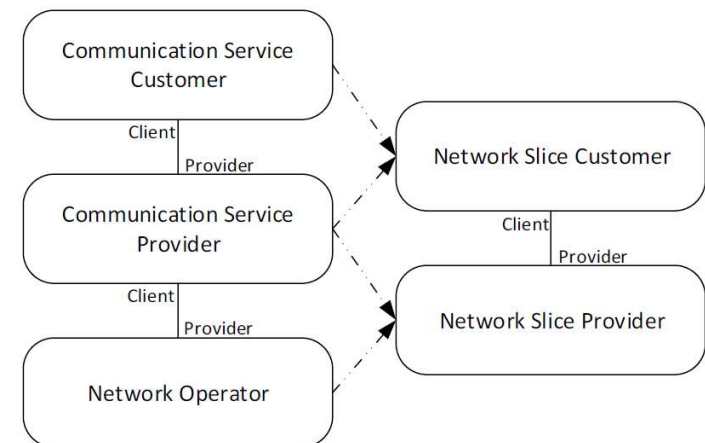 Communication Service
Customer
Client
Provider
Communication Service
Provider
Client
Provider
Network Operator
Network Slice Customer
Client
Provider
Network Slice Provider